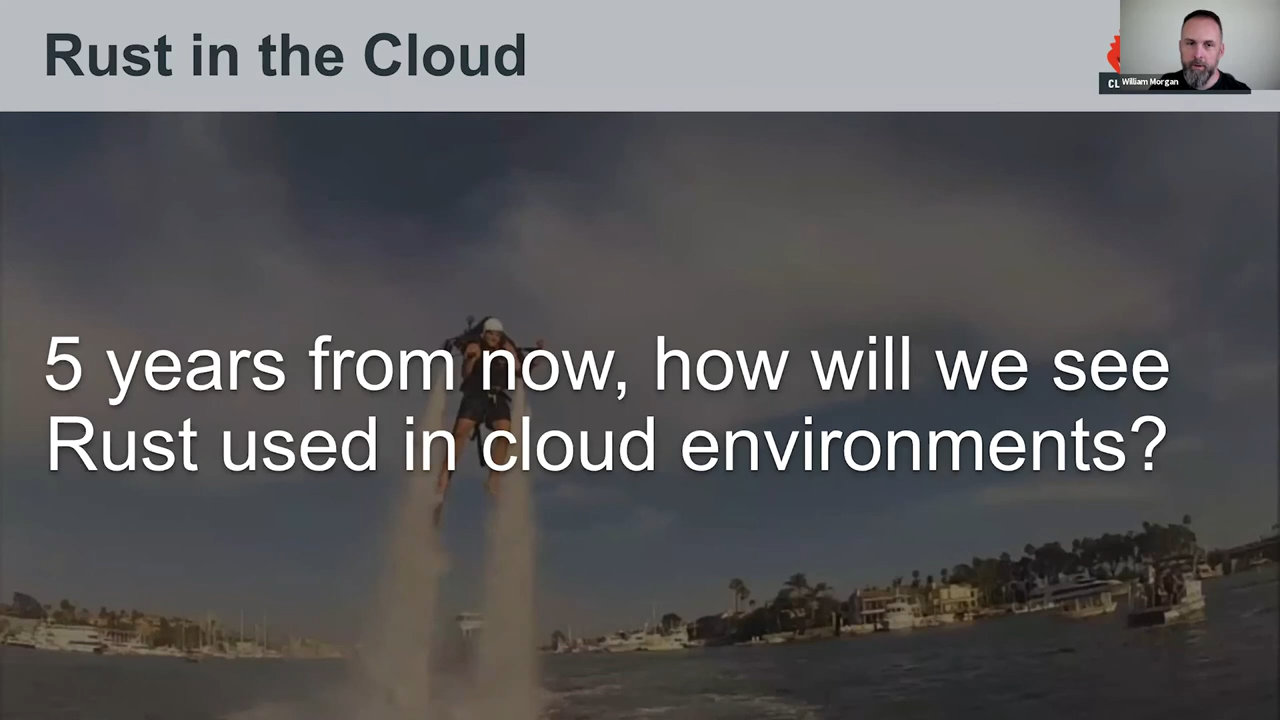 Rust in the Cloud
CL
William Morgan
5 years from now, how will we see
Rust used in cloud environments?